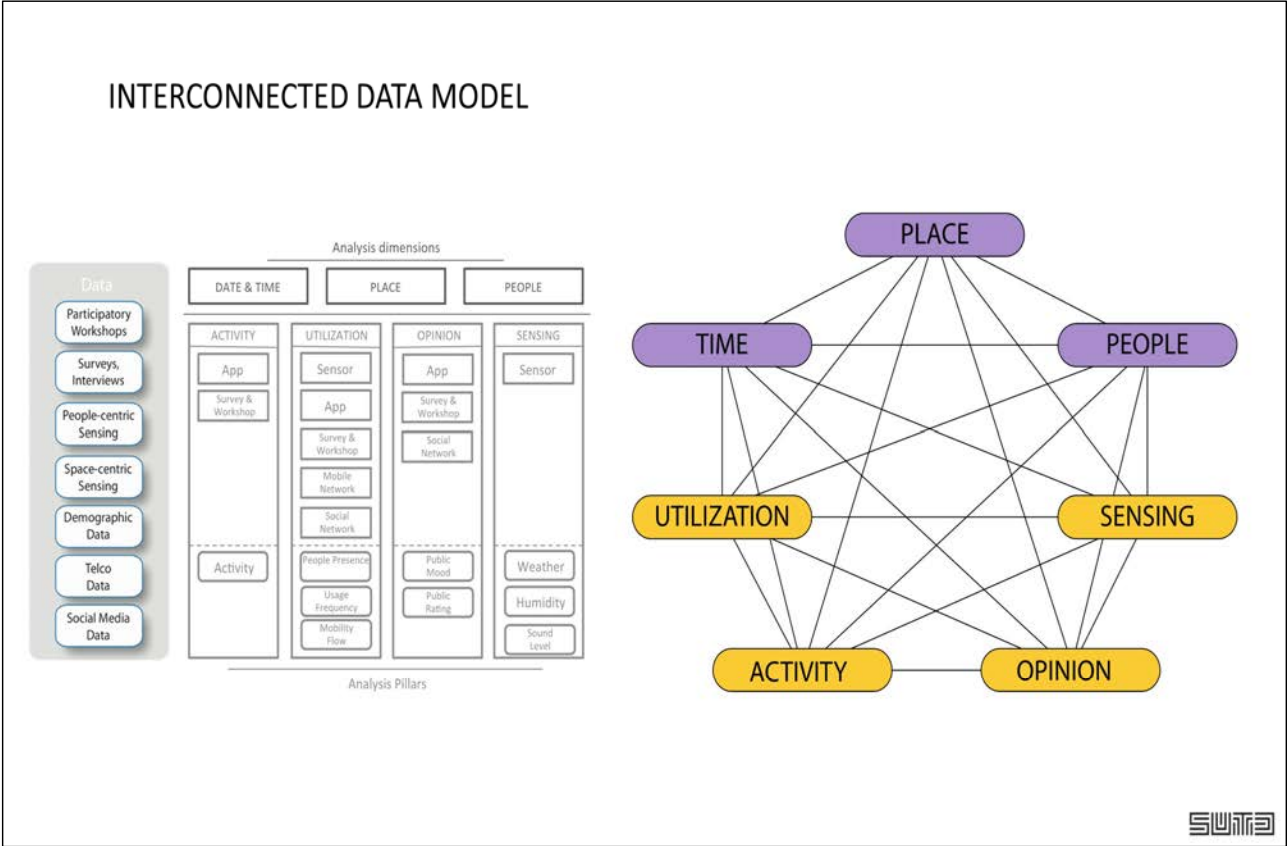 INTERCONNECTED DATA MODEL
Analysis dimensions
Data
Participatory
Workshops
Surveys,
Interviews
People-centric
Sensing
Space-centric
Sensing
Demographic
Data
Telco
Data
Social Media
Data
DATE & TIME
PLACE
PEOPLE
ACTIVITY
App
Survey &
Workshop
Activity
UTILIZATION
Sensor
App
Survey &
Workshop
Mobile
Network
Social
Network
People Presence
Usage
Frequency
Mobility
Flow
OPINION
App
Survey &
Workshop
Social
Network
Public
Mood
Public
Rating
SENSING
Sensor
Weather
Humidity
Sound
Level
Analysis Pillars
PLACE
TIME
PEOPLE
UTILIZATION
SENSING
ACTIVITY
OPINION
SUTD